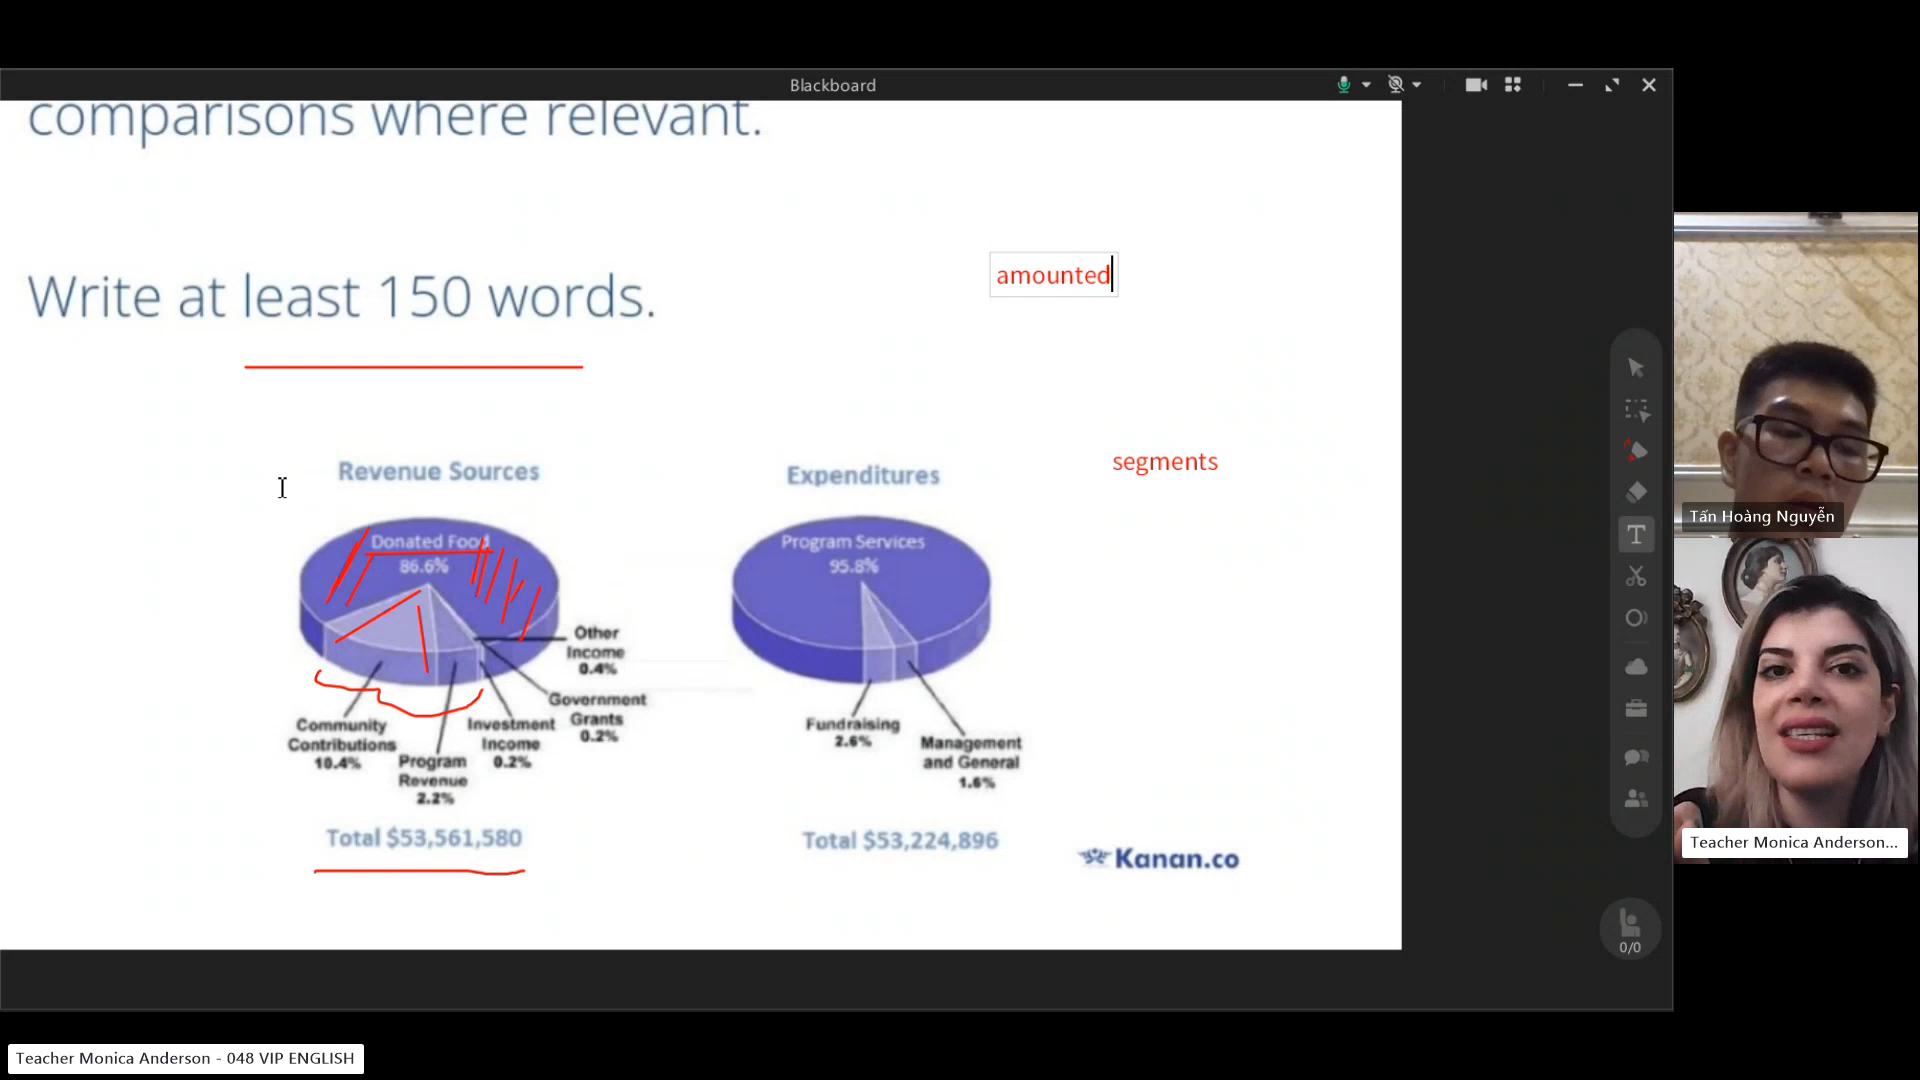 Blackboard
comparisons where relevant.
Write at least 150 words.
amounted
segments
Revenue Sources
Donated Food
86.6%
Other
Income
0.4%
Government
Grants
0.2%
Investment
Income
0.2%
Community
Contributions
10.4%
Program
Revenue
2.2%
Total $53,561,580
Expenditures
Program Services
95.8%
Fundraising
2.6%
Management
and General
1.6%
Total $53,224,896
Kanan.co
T
0/0
Tấn Hoàng Nguyễn
Teacher Monica Anderson...
Teacher Monica Anderson - 048 VIP ENGLISH